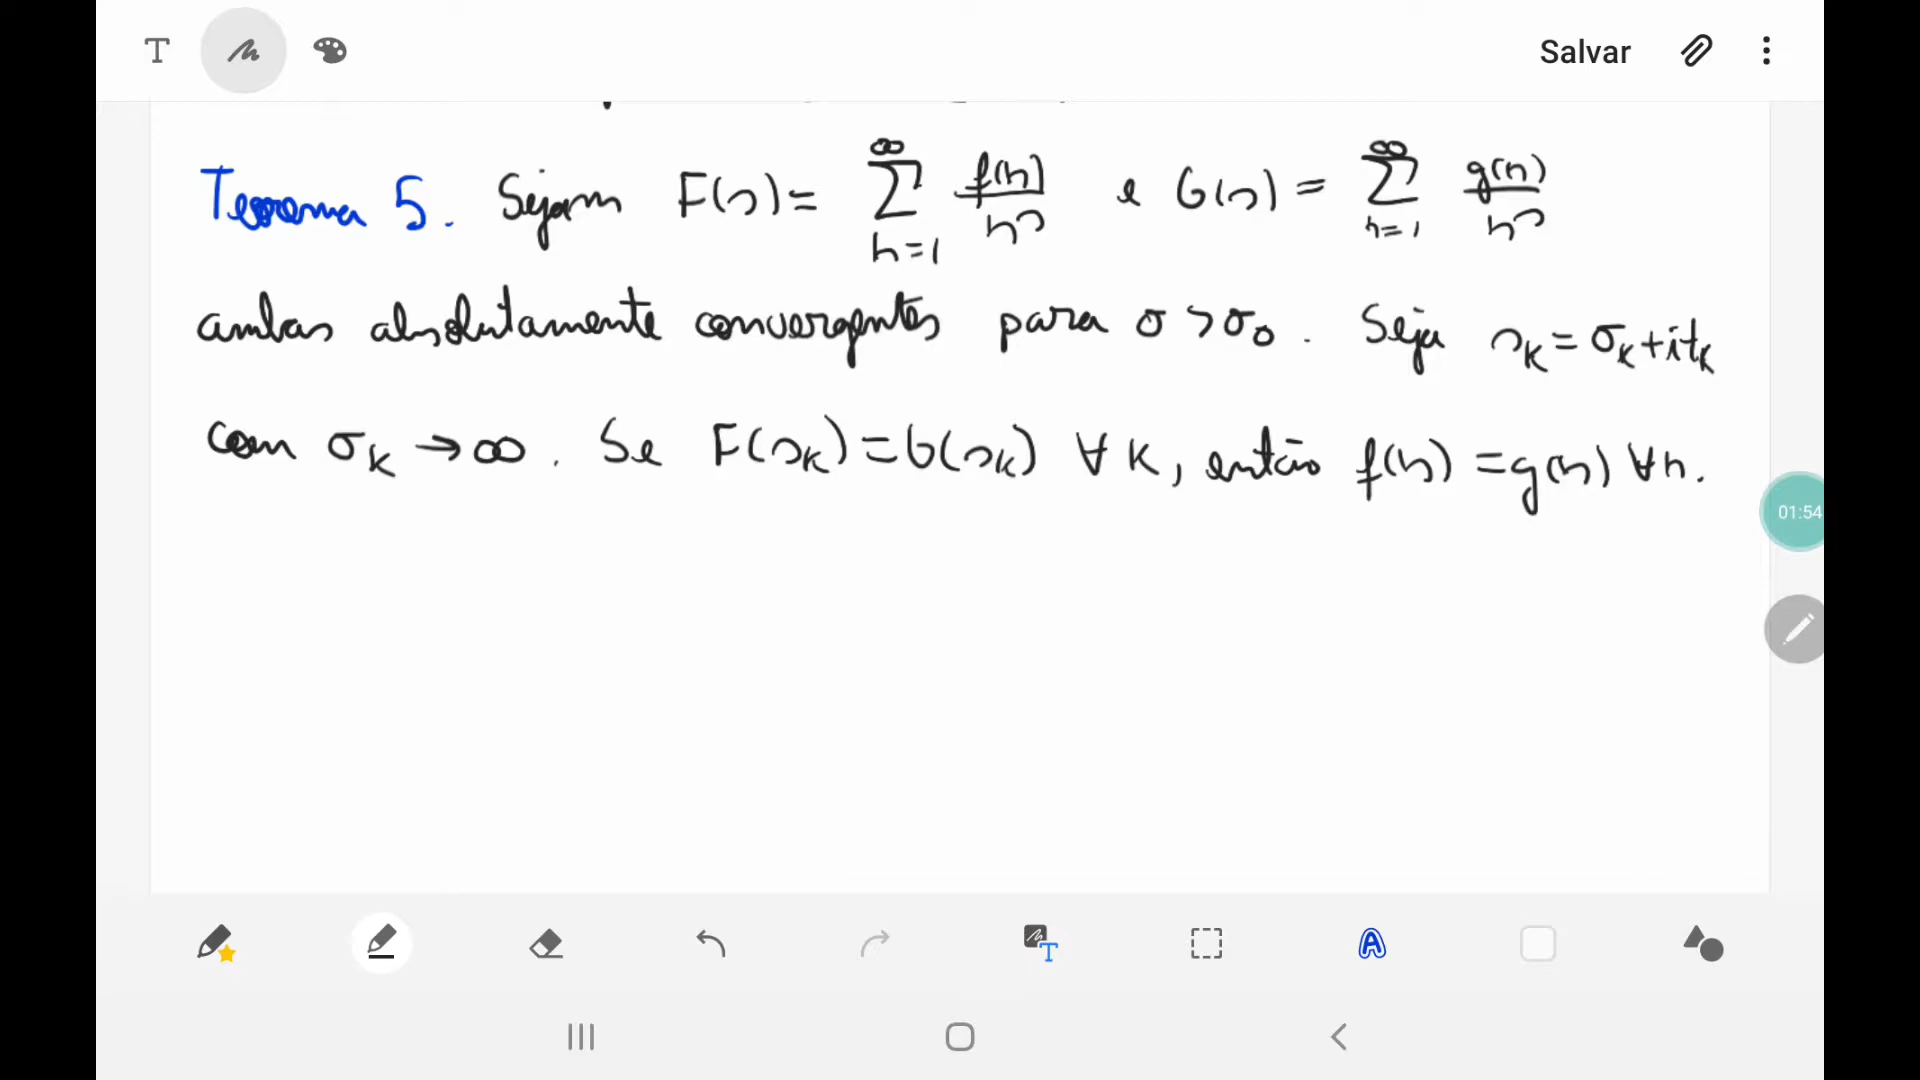 Salvar
Teorema 5. Sejam F(s) = ∑_{n=1}^{∞} f(n)/n^s e G(s) = ∑_{n=1}^{∞} g(n)/n^s
ambas absolutamente convergentes para σ > σ_0. Seja s_k = σ_k + it_k
com σ_k → ∞. Se F(s_k) = G(s_k) ∀ k, então f(n) = g(n) ∀n.
01:54